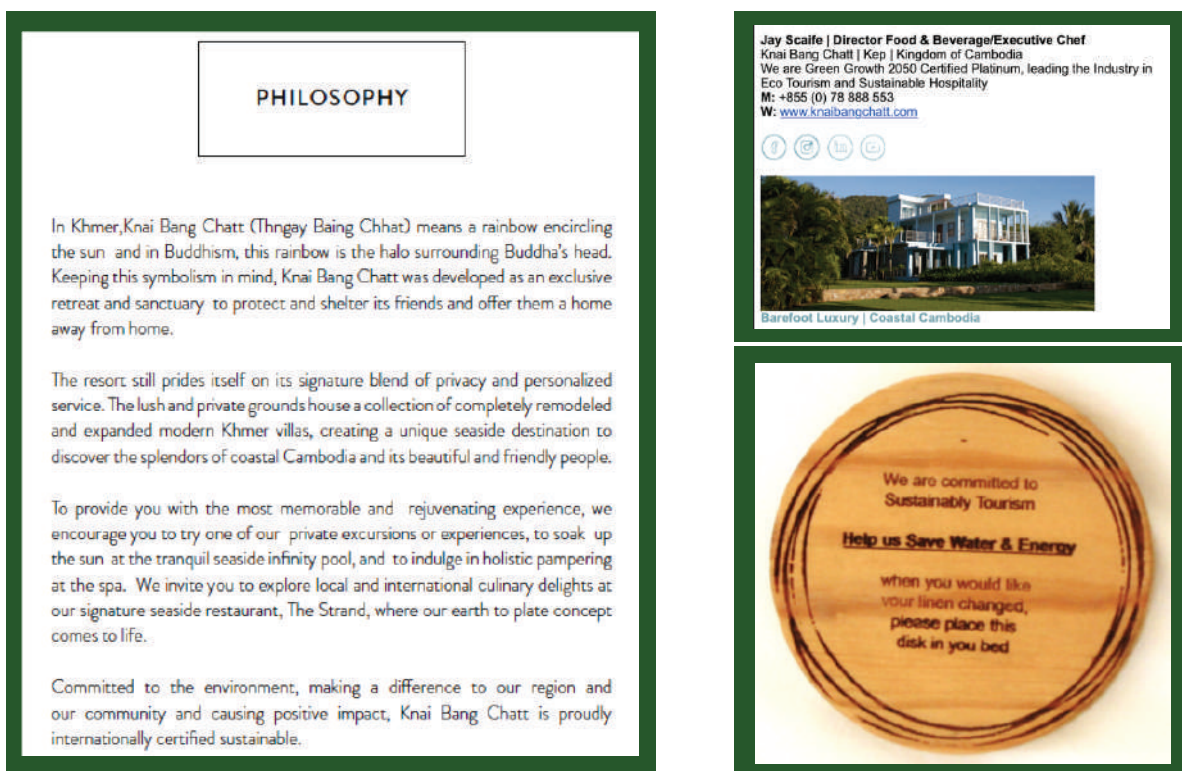 PHILOSOPHY
In Khmer,Knai Bang Chatt (Thngay Baing Chhat) means a rainbow encircling
the sun and in Buddhism, this rainbow is the halo surrounding Buddha's head.
Keeping this symbolism in mind, Knai Bang Chatt was developed as an exclusive
retreat and sanctuary to protect and shelter its friends and offer them a home
away from home.
The resort still prides itself on its signature blend of privacy and personalized
service. The lush and private grounds house a collection of completely remodeled
and expanded modern Khmer villas, creating a unique seaside destination to
discover the splendors of coastal Cambodia and its beautiful and friendly people.
To provide you with the most memorable and rejuvenating experience, we
encourage you to try one of our private excursions or experiences, to soak up
the sun at the tranquil seaside infinity pool, and to indulge in holistic pampering
at the spa. We invite you to explore local and international culinary delights at
our signature seaside restaurant, The Strand, where our earth to plate concept
comes to life.
Committed to the environment, making a difference to our region and
our community and causing positive impact, Knai Bang Chatt is proudly
internationally certified sustainable.
Jay Scaife | Director Food & Beverage/Executive Chef
Knai Bang Chatt | Kep | Kingdom of Cambodia
We are Green Growth 2050 Certified Platinum, leading the Industry in
Eco Tourism and Sustainable Hospitality
M: +855 (0) 78 888 553
W: www.knaibangchatt.com
Barefoot Luxury | Coastal Cambodia
We are committed to
Sustainably Tourism
Help us Save Water & Energy
when you would like
your linen changed,
please place this
disk in you bed